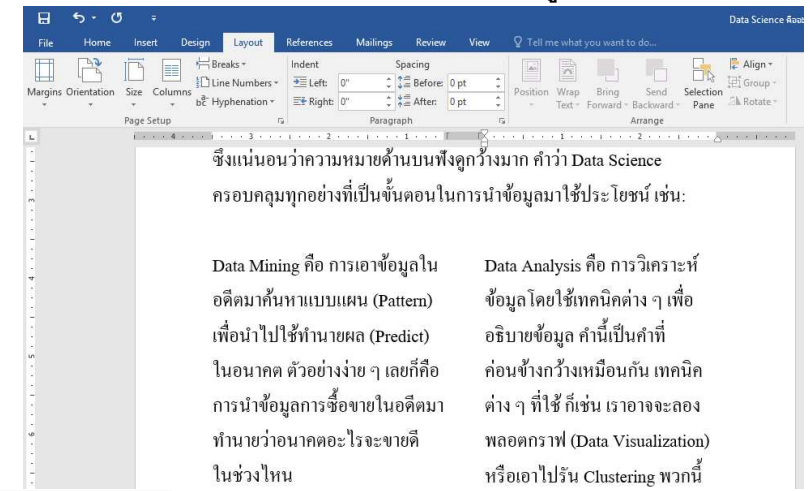 Data Science
File Home Insert Design Layout References Mailings Review View Tell me what you want to do...
Margins Orientation Size Columns
Breaks
Line Numbers
Hyphenation
Page Setup
Indent Spacing
Left: 0" Before: 0 pt
Right: 0" After: 0 pt
Paragraph
Position Wrap Text Bring Forward Send Backward Selection Pane
Align
Group
Rotate
Arrange
ซึ่งแน่นอนว่าความหมายด้านบนฟังดูกว้างมาก คำว่า Data Science
ครอบคลุมทุกอย่างที่เป็นขั้นตอนในการนำข้อมูลมาใช้ประโยชน์ เช่น:
Data Mining คือ การเอาข้อมูลใน
อดีตมาค้นหาแบบแผน (Pattern)
เพื่อนำไปใช้ทำนายผล (Predict)
ในอนาคต ตัวอย่างง่าย ๆ เลยก็คือ
การนำข้อมูลการซื้อขายในอดีตมา
ทำนายว่าอนาคตอะไรจะขายดี
ในช่วงไหน
Data Analysis คือ การวิเคราะห์
ข้อมูลโดยใช้เทคนิคต่าง ๆ เพื่อ
อธิบายข้อมูล คำนี้เป็นคำที่
ค่อนข้างกว้างเหมือนกัน เทคนิค
ต่าง ๆ ที่ใช้ ก็เช่น เราอาจจะลอง
พลอตกราฟ (Data Visualization)
หรือเอาไปรัน Clustering พวกนี้